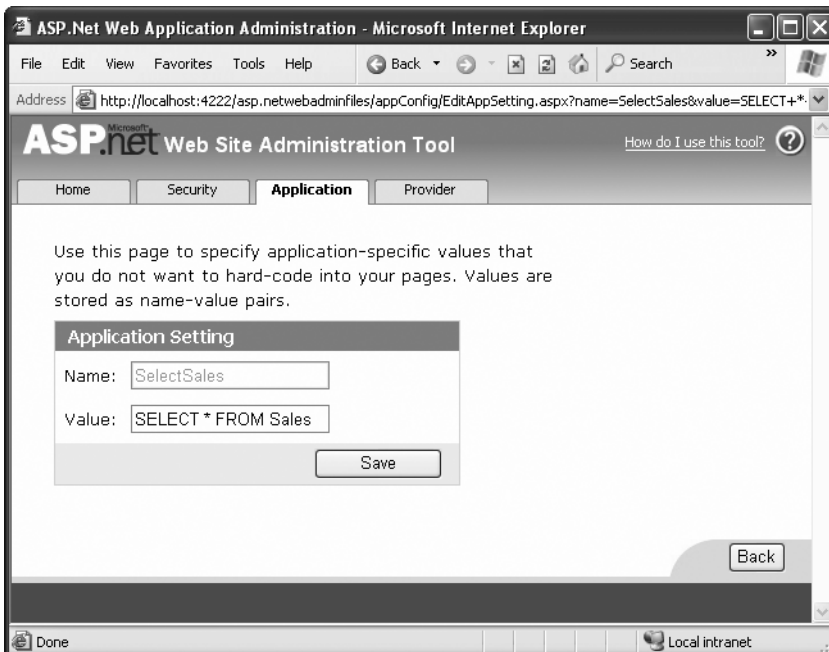 ASP.Net Web Application Administration - Microsoft Internet Explorer
File Edit View Favorites Tools Help Back Search »
Address http://localhost:4222/asp.netwebadminfiles/appConfig/EditAppSetting.aspx?name=SelectSales&value=SELECT+*
Microsoft
ASP.net Web Site Administration Tool How do I use this tool? ?
Home Security Application Provider
Use this page to specify application-specific values that
you do not want to hard-code into your pages. Values are
stored as name-value pairs.
Application Setting
Name: SelectSales
Value: SELECT * FROM Sales
Save
Back
Done Local intranet